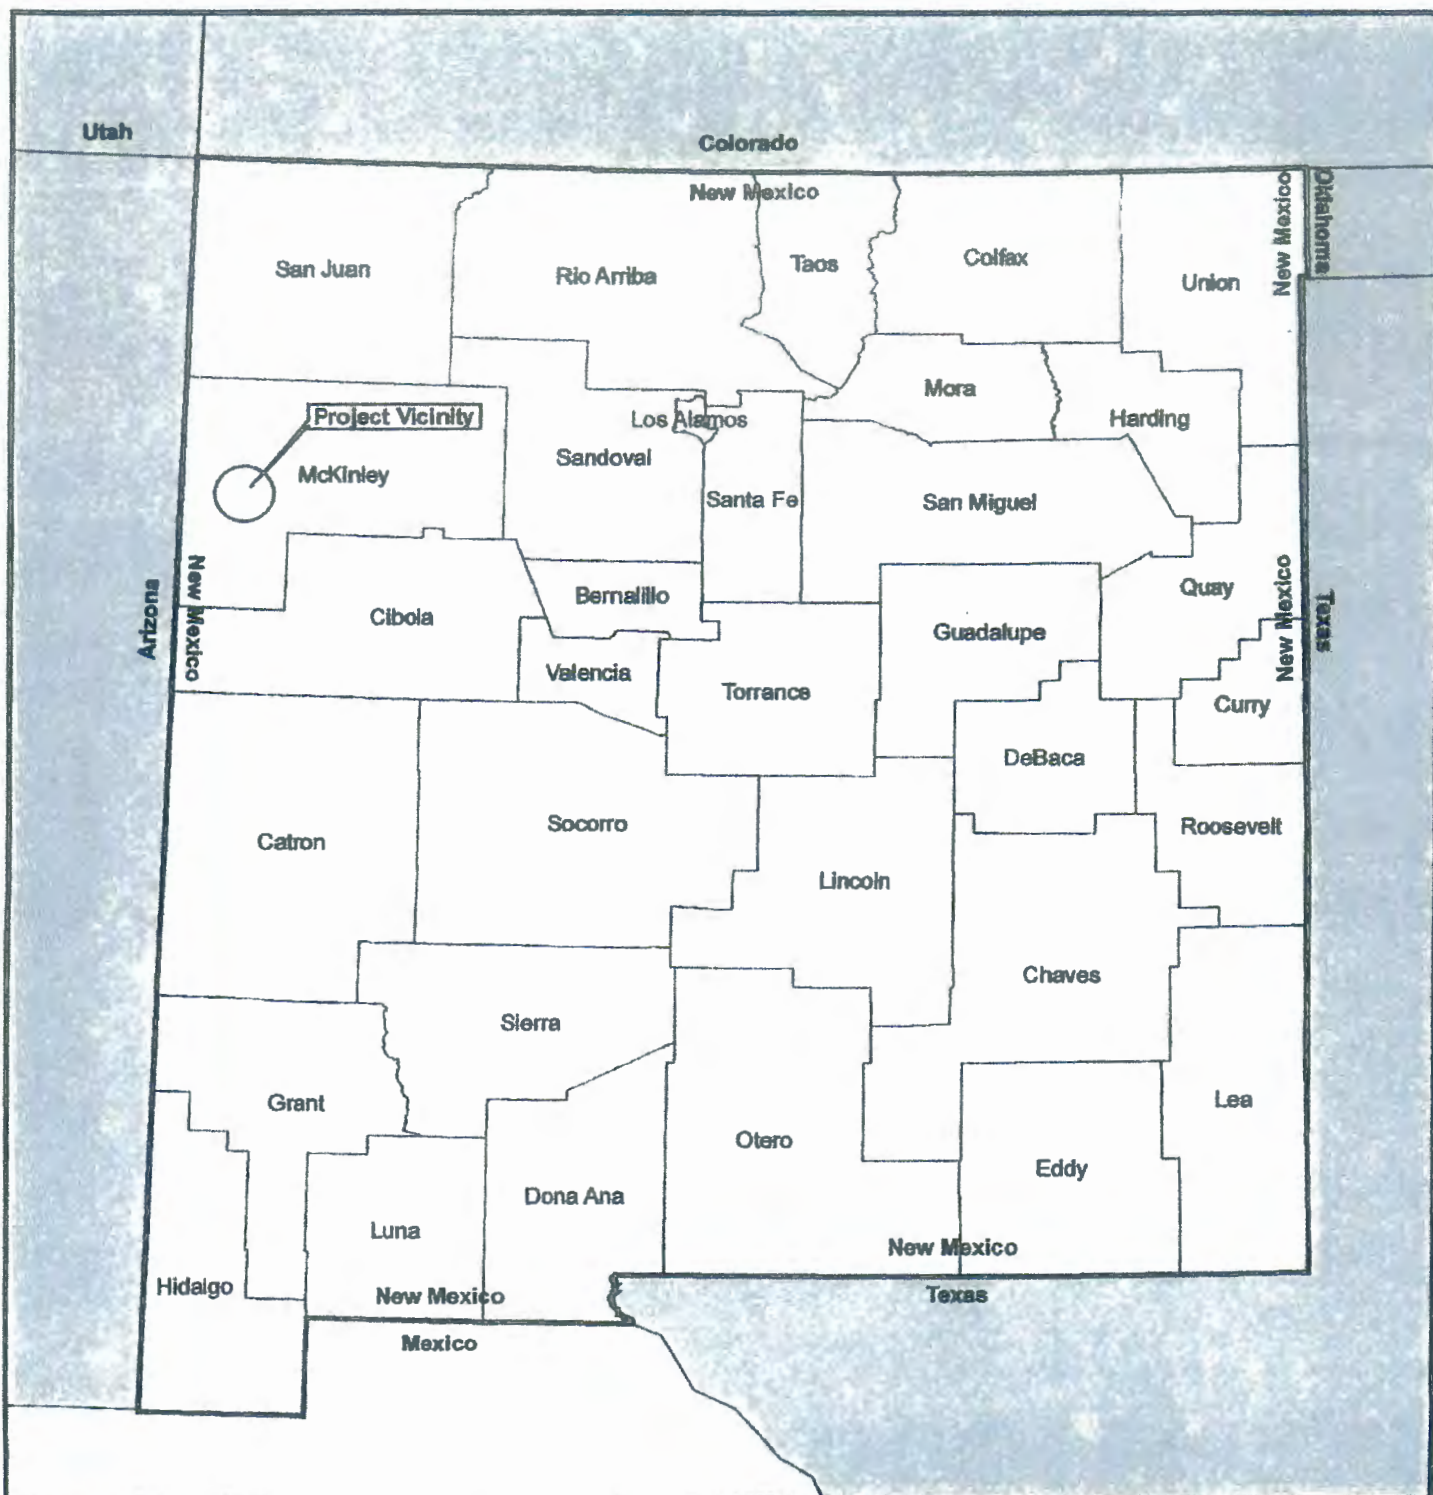 Utah
Colorado
New Mexico
New Mexico
Oklahoma
San Juan
Rio Arriba
Taos
Colfax
Union
Project Vicinity
McKinley
Los Alamos
Sandoval
Santa Fe
Mora
Harding
San Miguel
Arizona
New Mexico
Cibola
Bernalillo
Valencia
Torrance
Guadalupe
Quay
New Mexico
Texas
Curry
DeBaca
Roosevelt
Catron
Socorro
Lincoln
Chaves
Sierra
Grant
Otero
Lea
Eddy
Dona Ana
Luna
Hidalgo
New Mexico
Mexico
New Mexico
Texas